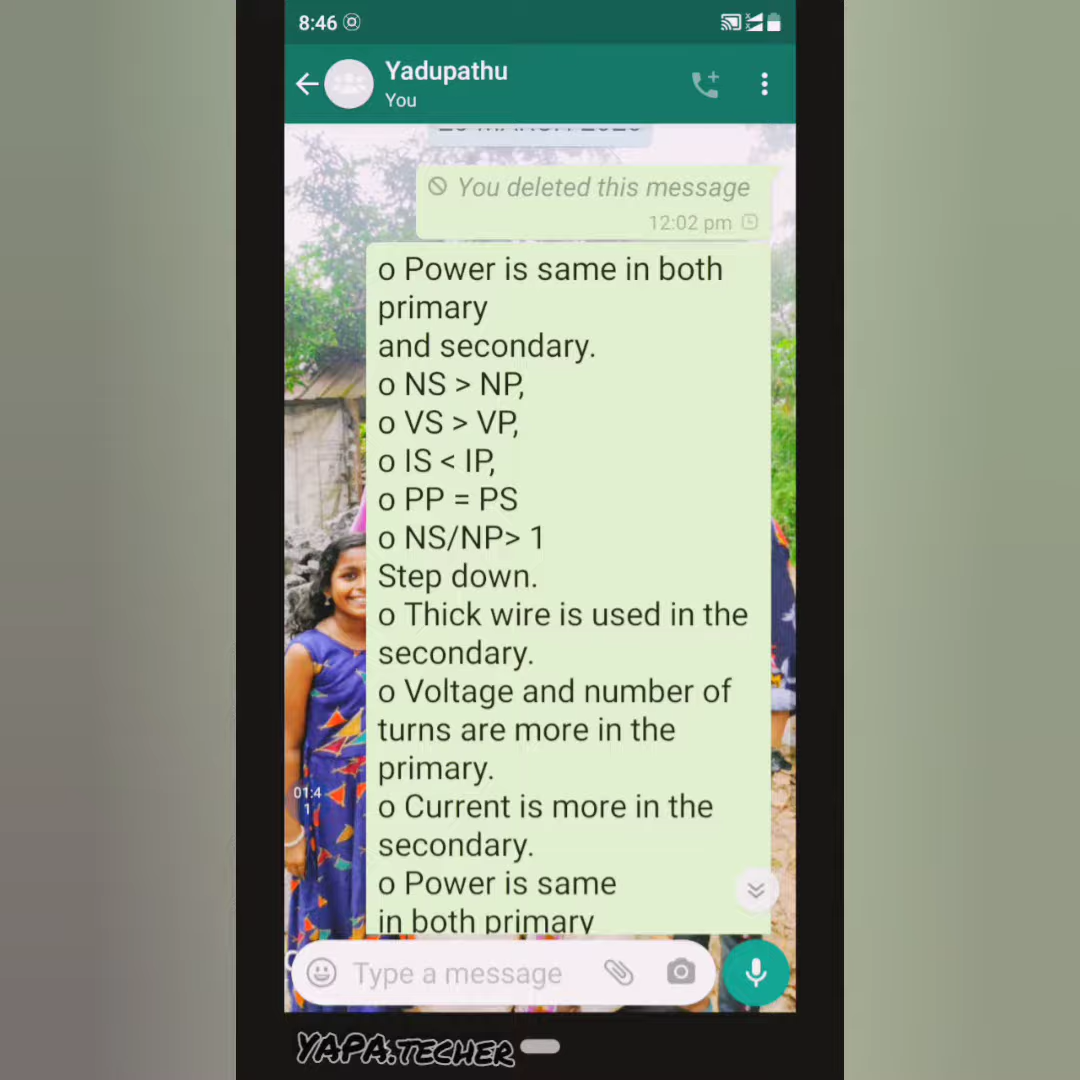 8:46
Yadupathu
You
You deleted this message
12:02 pm
o Power is same in both
primary
and secondary.
o NS > NP,
o VS > VP,
o IS < IP,
o PP = PS
o NS/NP> 1
Step down.
o Thick wire is used in the
secondary.
o Voltage and number of
turns are more in the
primary.
01:4
1
o Current is more in the
secondary.
o Power is same
in both primary
Type a message
YAPA.TECHER